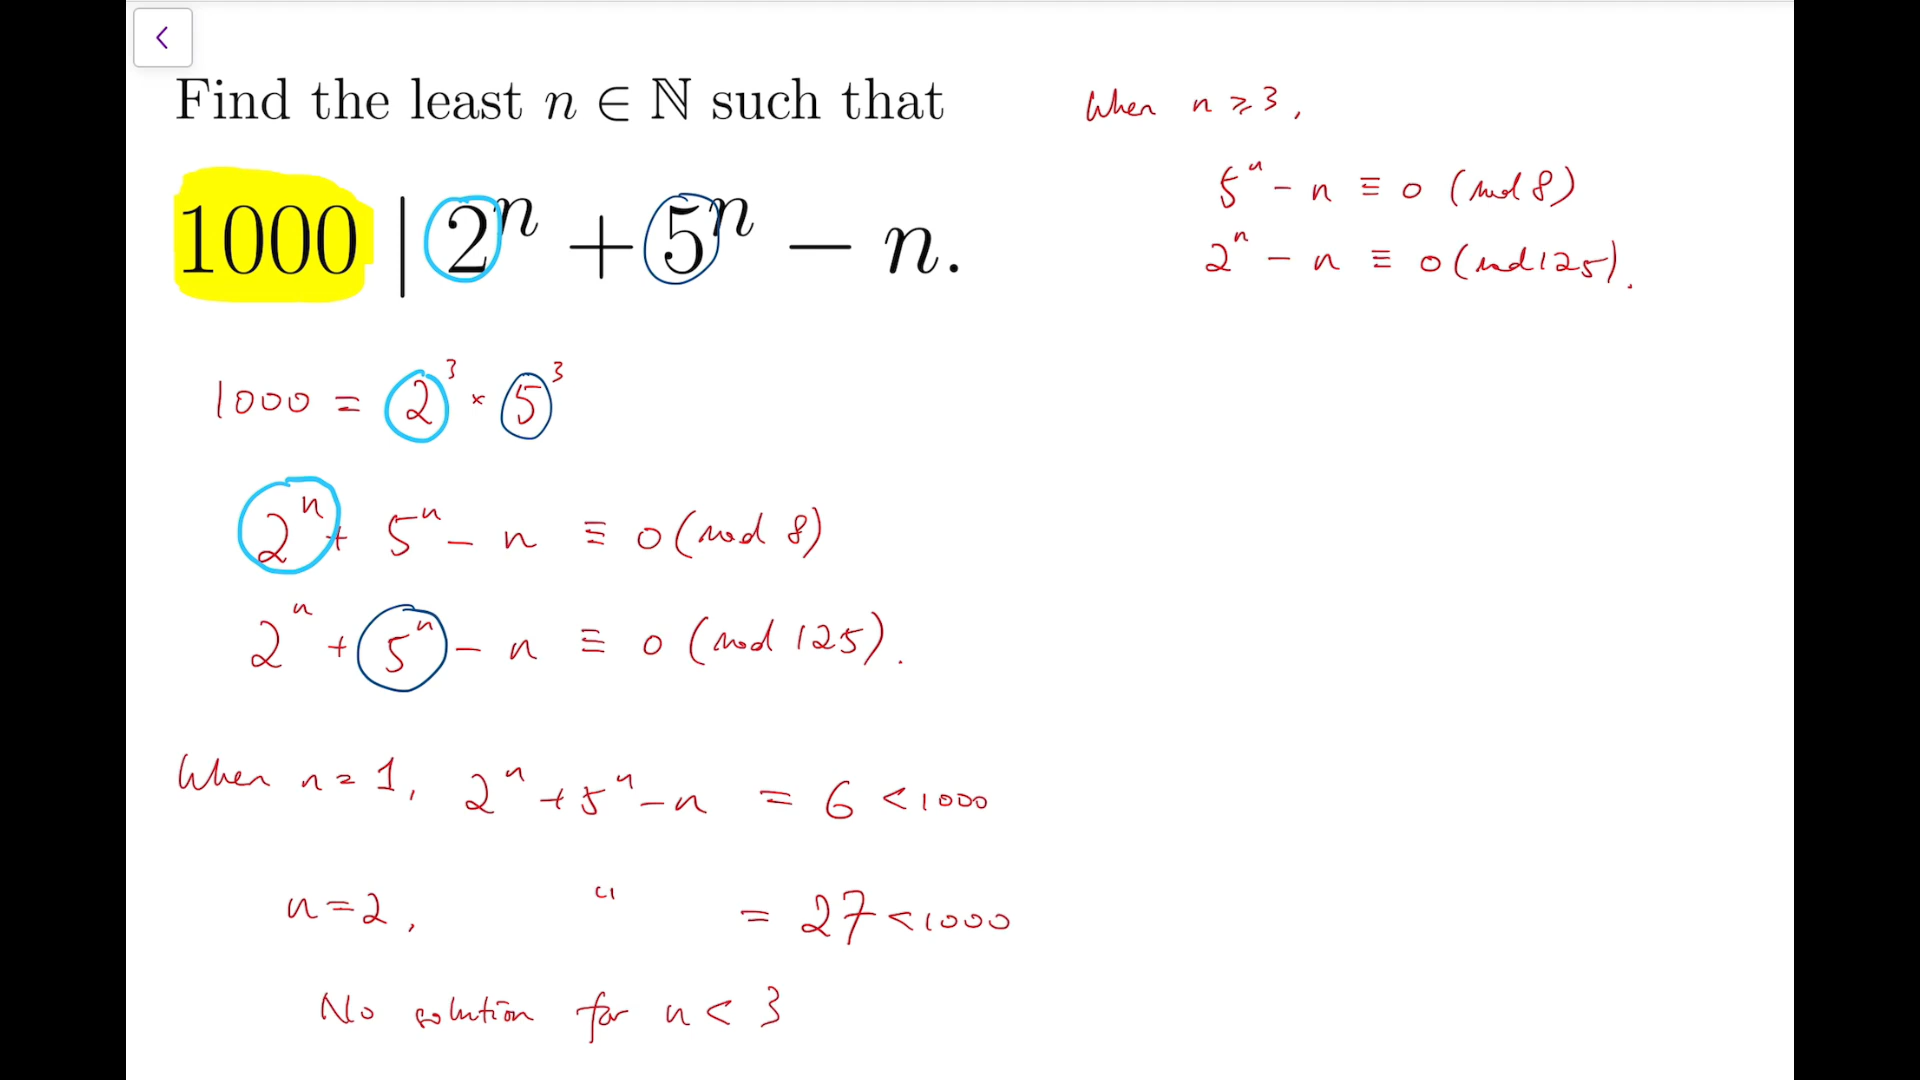 Find the least n ∈ ℕ such that
1000 | 2ⁿ + 5ⁿ − n.
1000 = 2³ × 5³
2ⁿ + 5ⁿ − n ≡ 0 (mod 8)
2ⁿ + 5ⁿ − n ≡ 0 (mod 125).
When n = 1, 2ⁿ + 5ⁿ − n = 6 < 1000
n = 2, " = 27 < 1000
No solution for n < 3
When n ⩾ 3,
5ⁿ − n ≡ 0 (mod 8)
2ⁿ − n ≡ 0 (mod 125).